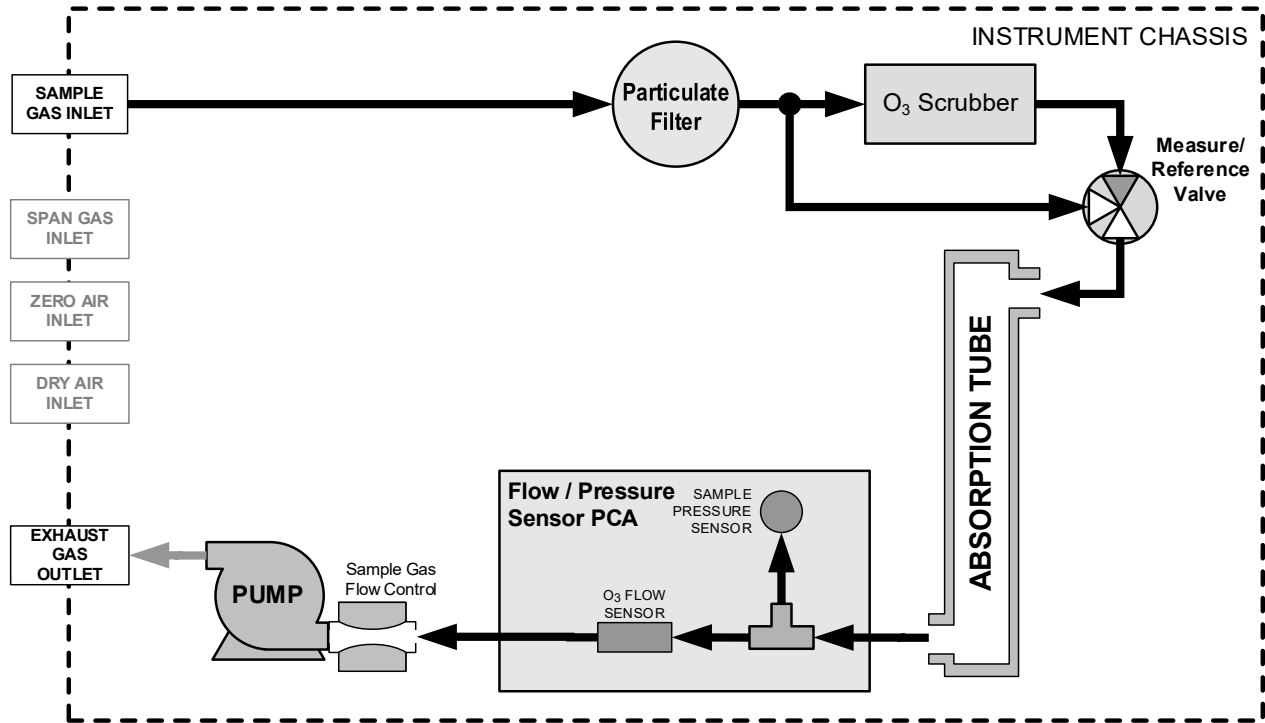 INSTRUMENT CHASSIS
SAMPLE
GAS INLET
Particulate
Filter
O₃ Scrubber
Measure/
Reference
Valve
SPAN GAS
INLET
ZERO AIR
INLET
DRY AIR
INLET
ABSORPTION TUBE
Flow / Pressure
Sensor PCA
SAMPLE
PRESSURE
SENSOR
EXHAUST
GAS
OUTLET
PUMP
Sample Gas
Flow Control
O₃ FLOW
SENSOR